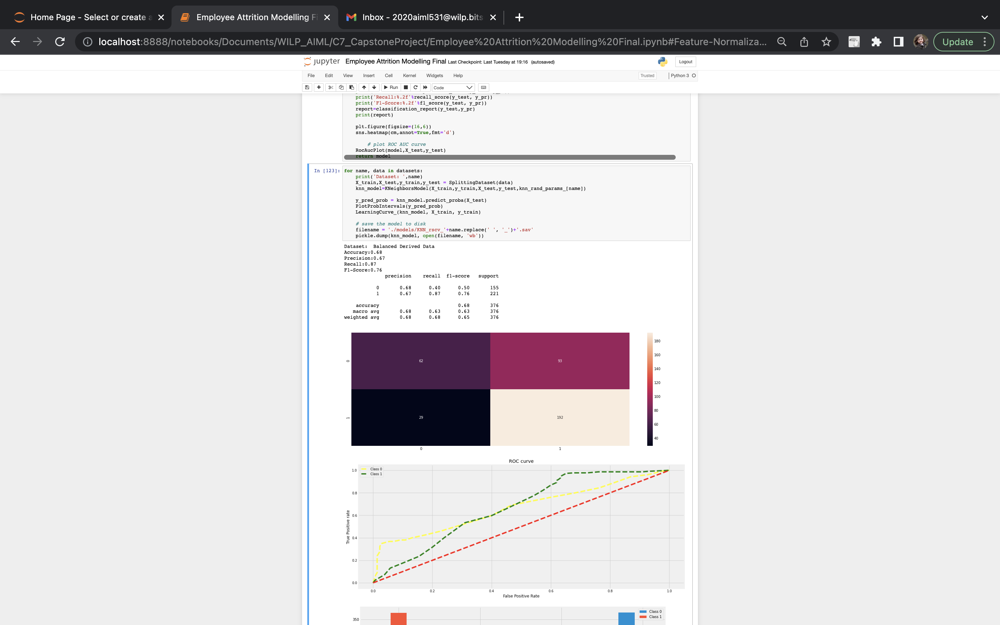 Home Page - Select or create a
Employee Attrition Modelling Fi
Inbox - 2020aiml531@wilp.bits
localhost:8888/notebooks/Documents/WILP_AIML/C7_CapstoneProject/Employee%20Attrition%20Modelling%20Final.ipynb#Feature-Normaliza...
Update
jupyter Employee Attrition Modelling Final Last Checkpoint: Last Tuesday at 19:16 (autosaved)
Logout
File Edit View Insert Cell Kernel Widgets Help
Trusted
Python 3
Run
Code
print('Recall:%.2f'%recall_score(y_test, y_pr))
print('F1-Score:%.2f'%f1_score(y_test, y_pr))
report=classification_report(y_test,y_pr)
print(report)
plt.figure(figsize=(16,6))
sns.heatmap(cm,annot=True,fmt='d')
# plot ROC AUC curve
RocAucPlot(model,X_test,y_test)
return model
In [123]:
for name, data in datasets:
print('Dataset: ',name)
X_train,X_test,y_train,y_test = SplittingDataset(data)
knn_model=KNeighborsModel(X_train,y_train,X_test,y_test,knn_rand_params_[name])
y_pred_prob = knn_model.predict_proba(X_test)
PlotProbIntervals(y_pred_prob)
LearningCurve_(knn_model, X_train, y_train)
# save the model to disk
filename = './models/KNN_rscv_'+name.replace(' ', '_')+'.sav'
pickle.dump(knn_model, open(filename, 'wb'))
Dataset:  Balanced Derived Data
Accuracy:0.68
Precision:0.67
Recall:0.87
F1-Score:0.76
precision recall f1-score support
0 0.68 0.40 0.50 155
1 0.67 0.87 0.76 221
accuracy 0.68 376
macro avg 0.68 0.63 0.63 376
weighted avg 0.68 0.68 0.65 376
180
160
140
120
100
80
60
40
0
62
93
1
29
192
0 1
ROC curve
Class 0
Class 1
1.0
0.8
0.6
0.4
0.2
0.0
True Positive rate
0.0 0.2 0.4 0.6 0.8 1.0
False Positive Rate
Class 0
Class 1
350